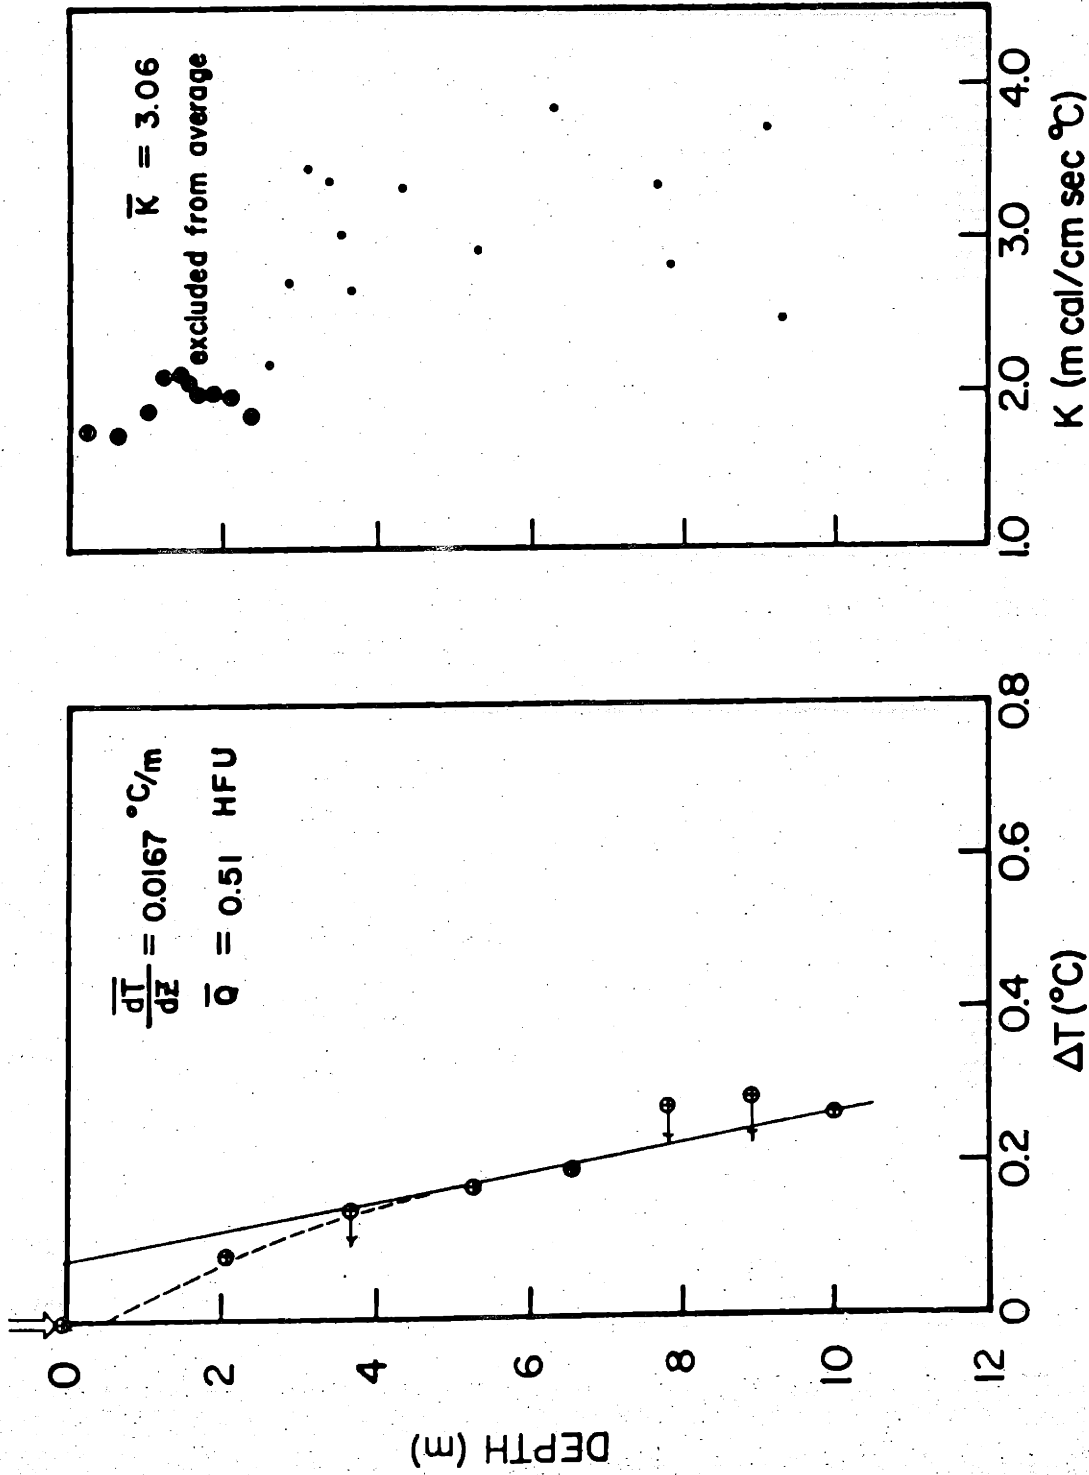 dT
dZ
= 0.0167 °C/m
Q = 0.51 HFU
0
2
4
6
8
10
12
DEPTH (m)
0
0.2
0.4
0.6
0.8
ΔT (°C)
K = 3.06
excluded from average
1.0
2.0
3.0
4.0
K (m cal/cm sec °C)